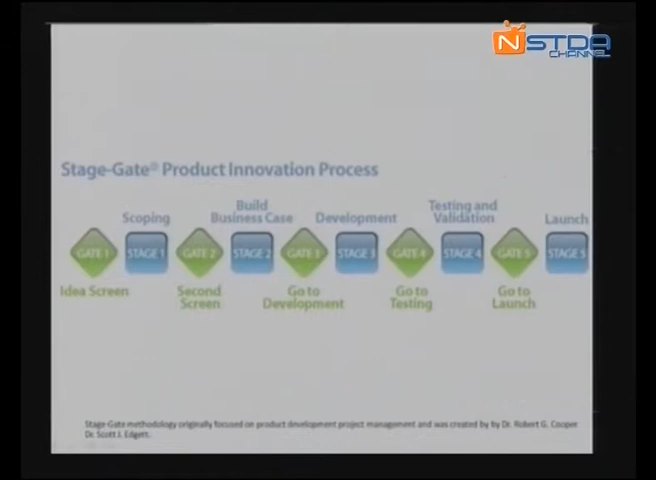 NSTDA
CHANNEL
Stage-Gate® Product Innovation Process
Scoping
Build
Business Case
Development
Testing and
Validation
Launch
GATE 1
STAGE 1
GATE 2
STAGE 2
GATE 3
STAGE 3
GATE 4
STAGE 4
GATE 5
STAGE 5
Idea Screen
Second
Screen
Go to
Development
Go to
Testing
Go to
Launch
Stage-Gate methodology originally focused on product development project management and was created by by Dr. Robert G. Cooper
Dr. Scott J. Edgett.